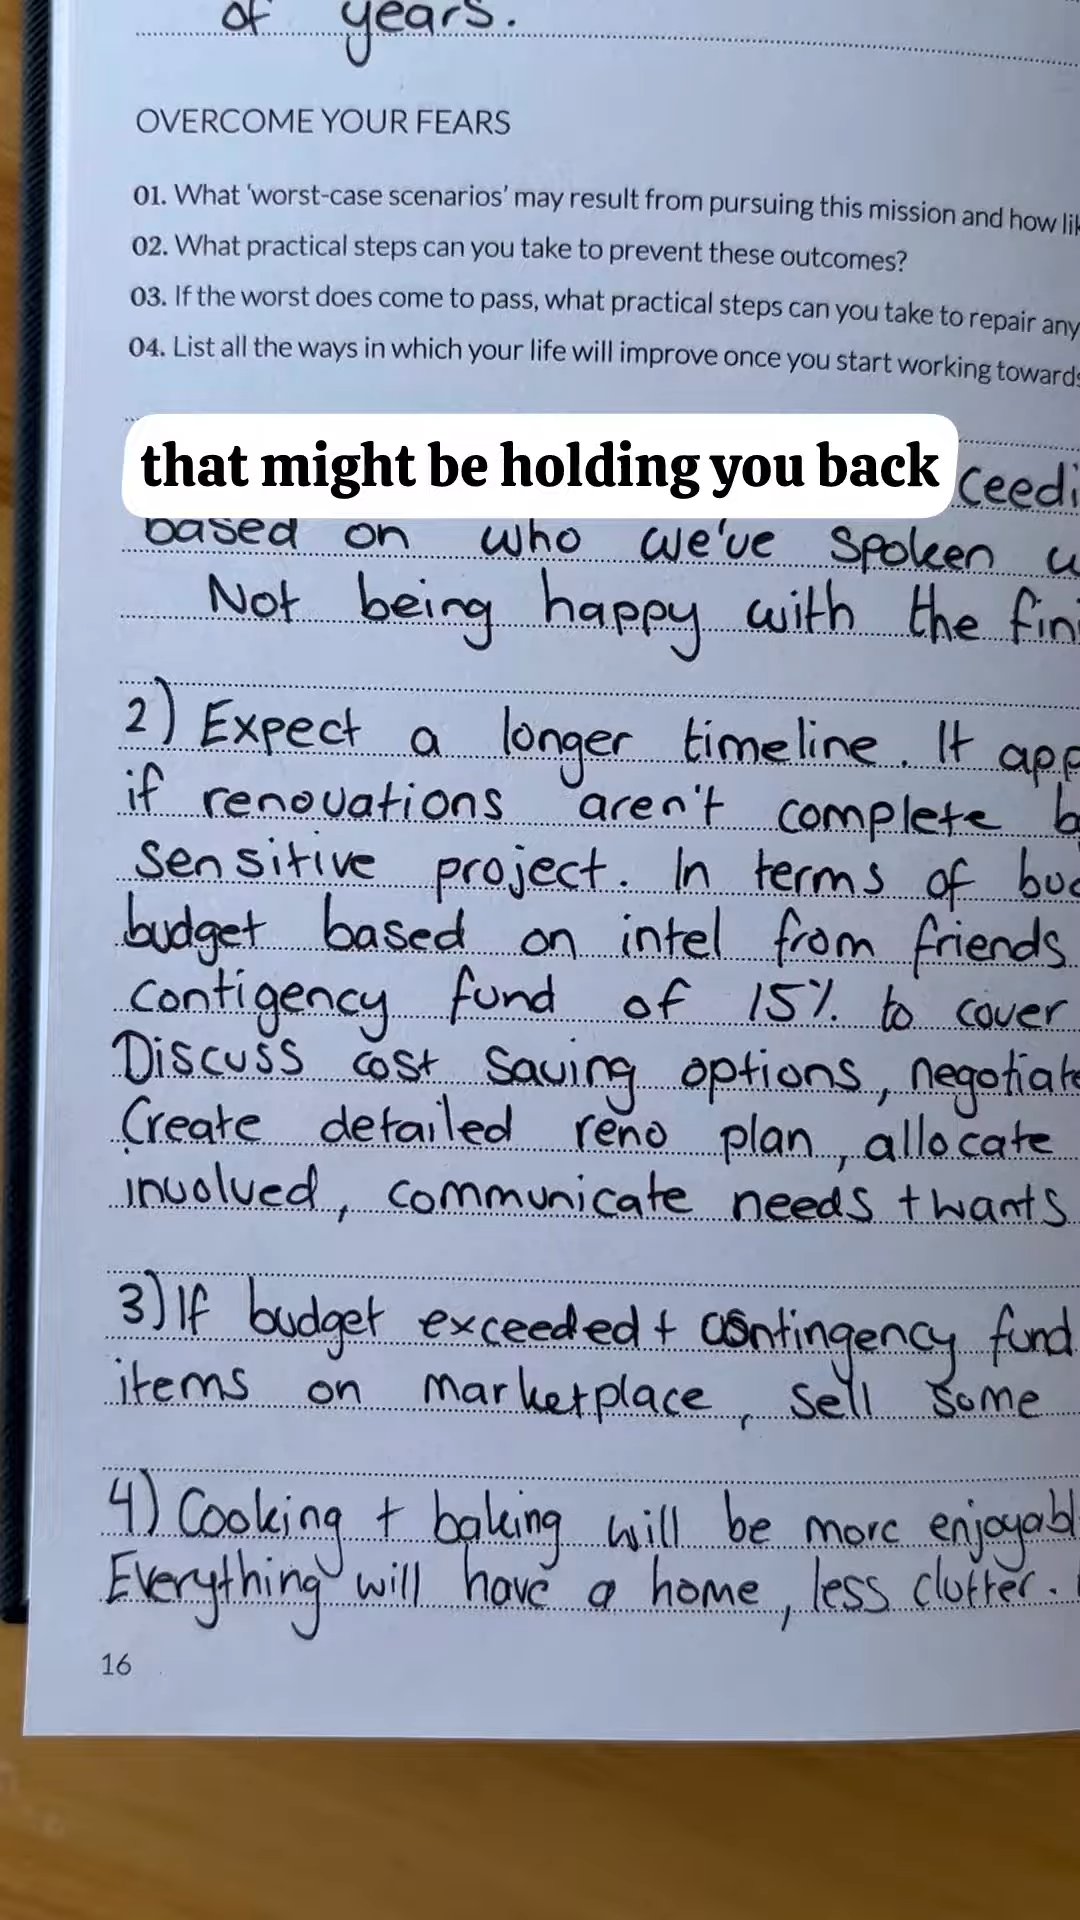 of years.
OVERCOME YOUR FEARS
01. What 'worst-case scenarios' may result from pursuing this mission and how
02. What practical steps can you take to prevent these outcomes?
03. If the worst does come to pass, what practical steps can you take to repair any
04. List all the ways in which your life will improve once you start working towards
that might be holding you back
based on who we've spoken
Not being happy with the
2) Expect a longer timeline. It
if renovations aren't complete
sensitive project. In terms of
budget based on intel from friends
contigency fund of 15% to cover
Discuss cost saving options, negotiate
Create detailed reno plan, allocate
involved, communicate needs + wants
3) If budget exceeded + contingency fund
items on marketplace, sell some
4) Cooking + baking will be more
Everything will have a home, less clutter.
16